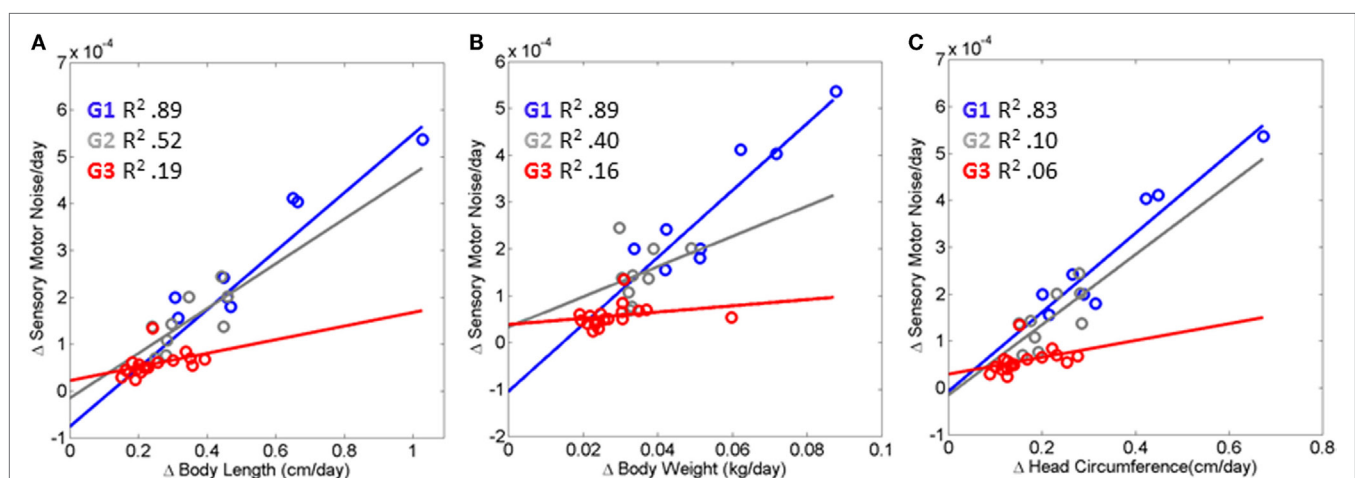 A
7 x 10⁻⁴
6
5
4
3
2
1
0
-1
Δ Sensory Motor Noise/day
G1 R² .89
G2 R² .52
G3 R² .19
0 0.2 0.4 0.6 0.8 1
Δ Body Length (cm/day)
B
6 x 10⁻⁴
5
4
3
2
1
0
-1
-2
Δ Sensory Motor Noise/day
G1 R² .89
G2 R² .40
G3 R² .16
0 0.02 0.04 0.06 0.08 0.1
Δ Body Weight (kg/day)
C
7 x 10⁻⁴
6
5
4
3
2
1
0
-1
Δ Sensory Motor Noise/day
G1 R² .83
G2 R² .10
G3 R² .06
0 0.2 0.4 0.6 0.8
Δ Head Circumference(cm/day)